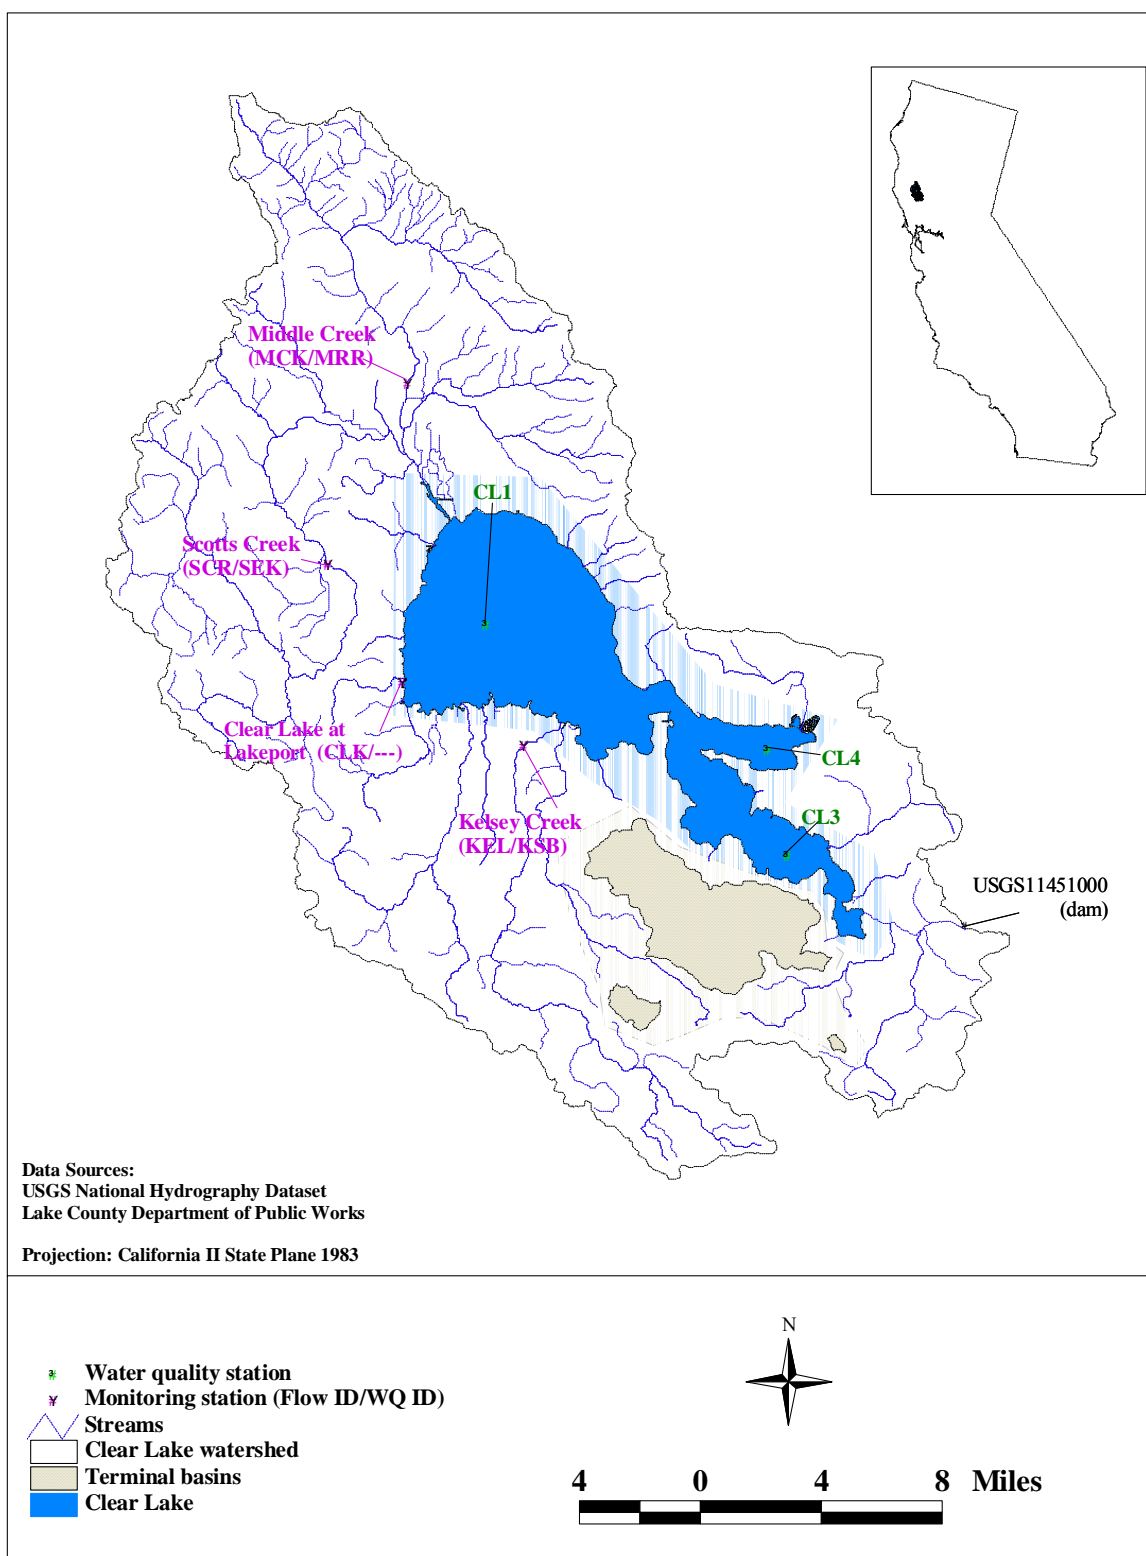 Middle Creek
(MCK/MRR)
CL1
Scotts Creek
(SCR/SEK)
Clear Lake at
Lakeport (CLK/---)
CL4
Kelsey Creek
(KEL/KSB)
CL3
USGS11451000
(dam)
Data Sources:
USGS National Hydrography Dataset
Lake County Department of Public Works
Projection: California II State Plane 1983
N
Water quality station
Monitoring station (Flow ID/WQ ID)
Streams
Clear Lake watershed
Terminal basins
Clear Lake
4 0 4 8 Miles